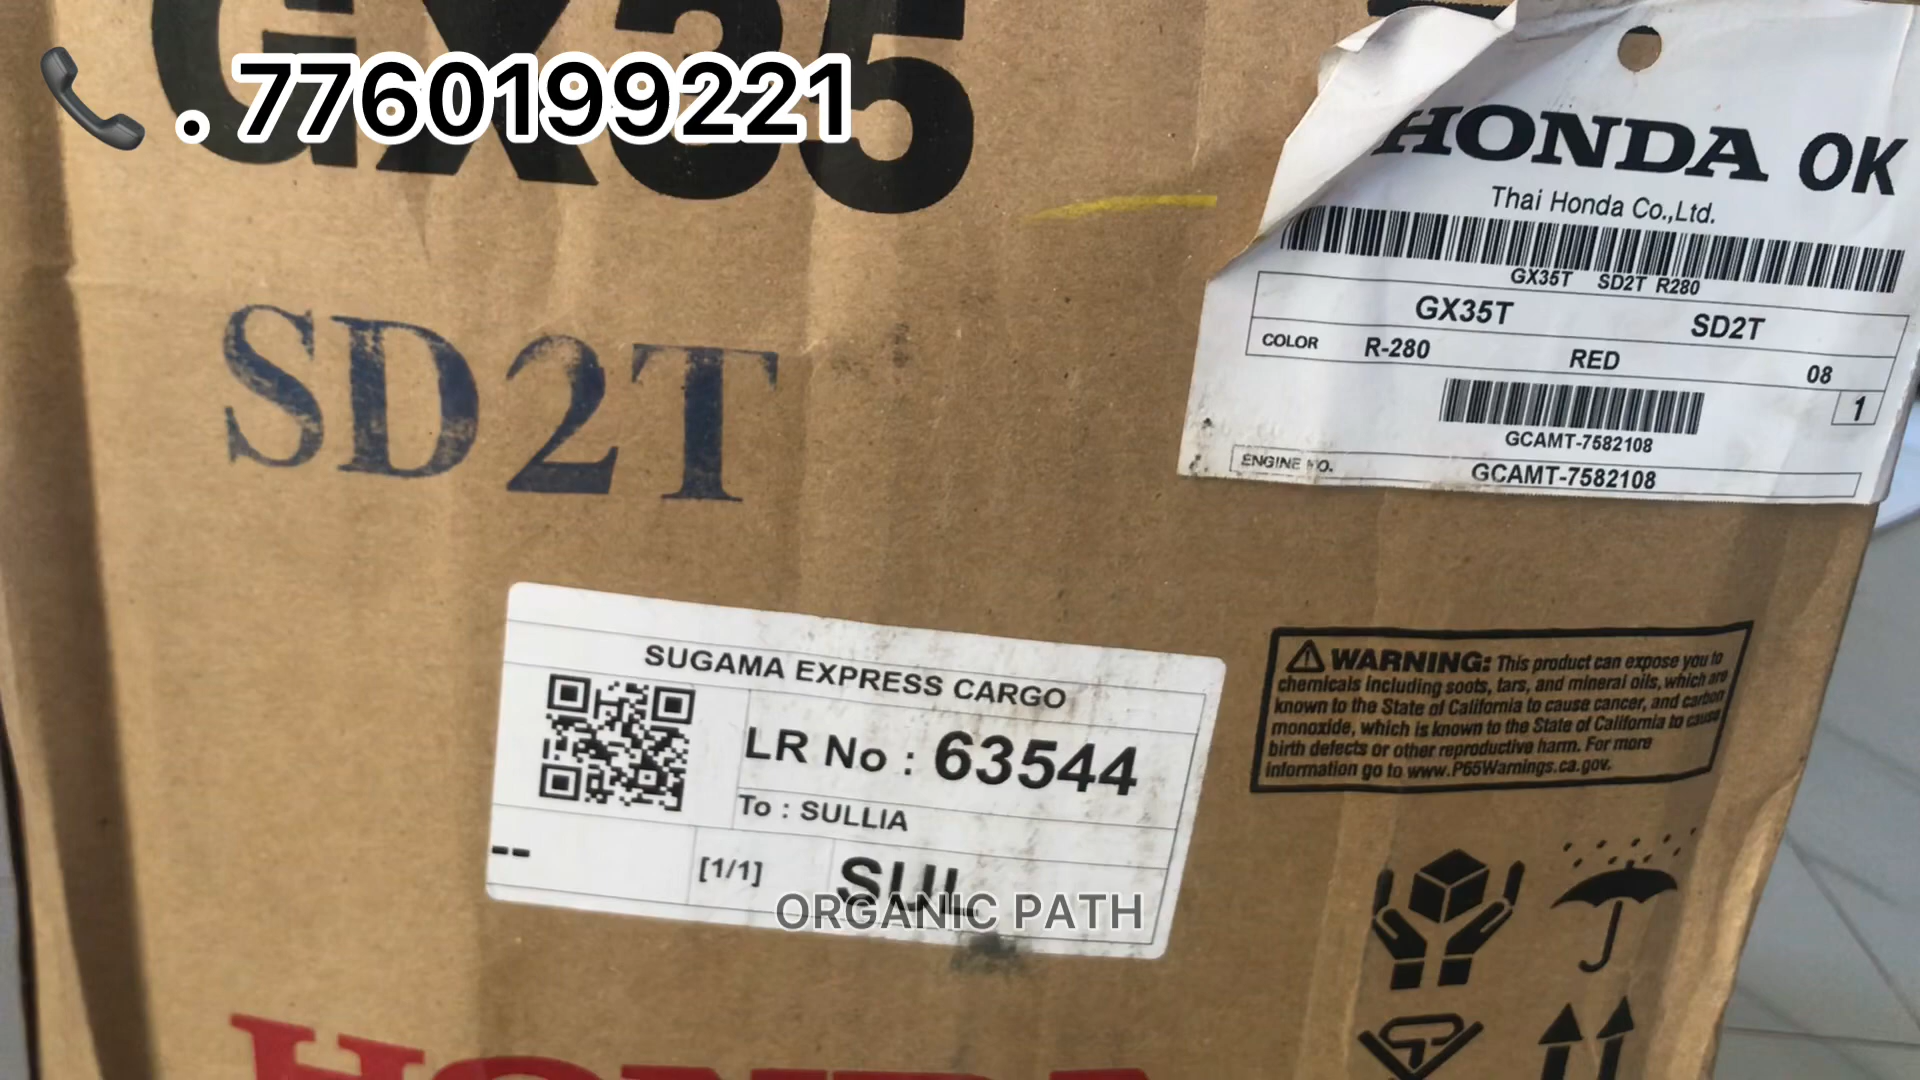 GX35
. 7760199221
HONDA OK
Thai Honda Co.,Ltd.
GX35T SD2T R280
GX35T SD2T
COLOR R-280 RED 08
1
GCAMT-7582108
ENGINE NO. GCAMT-7582108
SD2T
SUGAMA EXPRESS CARGO
LR No : 63544
To : SULLIA
-- [1/1] SUL
ORGANIC PATH
WARNING: This product can expose you to
chemicals including soots, tars, and mineral oils, which are
known to the State of California to cause cancer, and carbon
monoxide, which is known to the State of California to cause
birth defects or other reproductive harm. For more
information go to www.P65Warnings.ca.gov.
HONDA